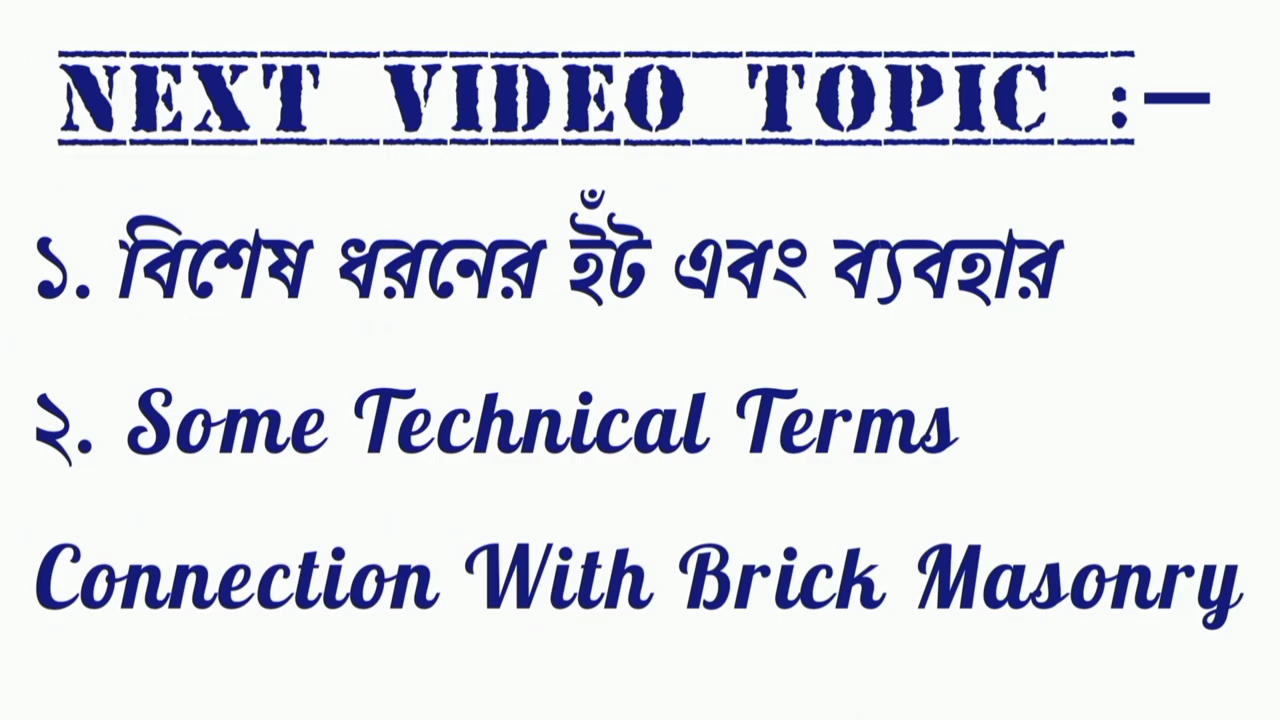 NEXT VIDEO TOPIC :-
১. বিশেষ ধরনের ইঁট এবং ব্যবহার
২. Some Technical Terms
Connection With Brick Masonry